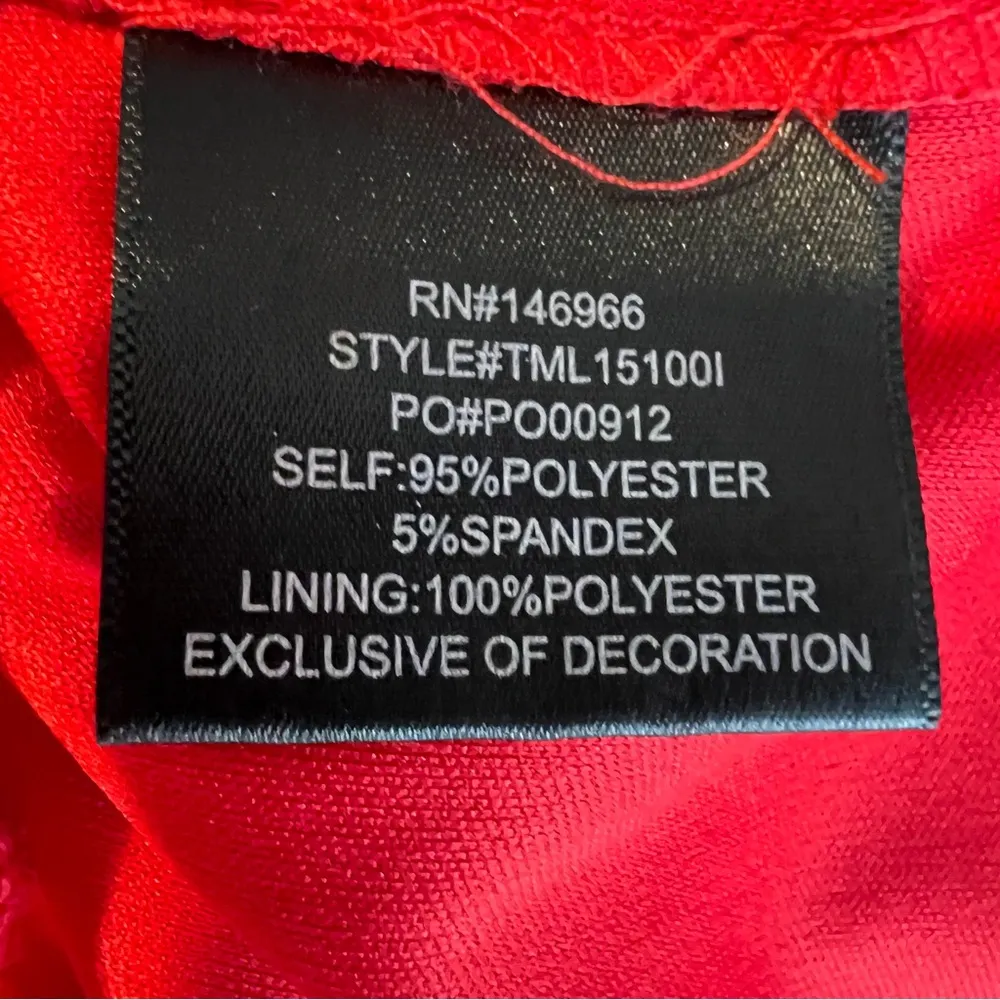 RN#146966
STYLE#TML15100I
PO#PO00912
SELF:95%POLYESTER
5%SPANDEX
LINING:100%POLYESTER
EXCLUSIVE OF DECORATION